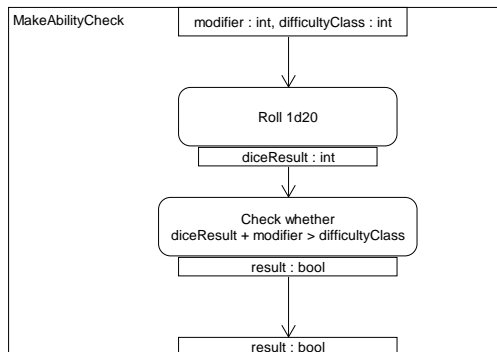 MakeAbilityCheck
modifier : int, difficultyClass : int
Roll 1d20
diceResult : int
Check whether
diceResult + modifier > difficultyClass
result : bool
result : bool